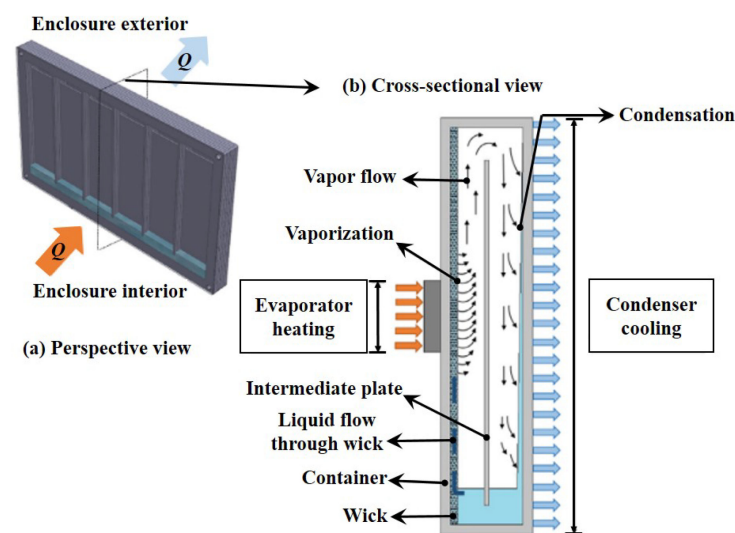 Enclosure exterior
Q
(b) Cross-sectional view
Condensation
Vapor flow
Vaporization
Q
Enclosure interior
Evaporator
heating
Condenser
cooling
(a) Perspective view
Intermediate plate
Liquid flow
through wick
Container
Wick